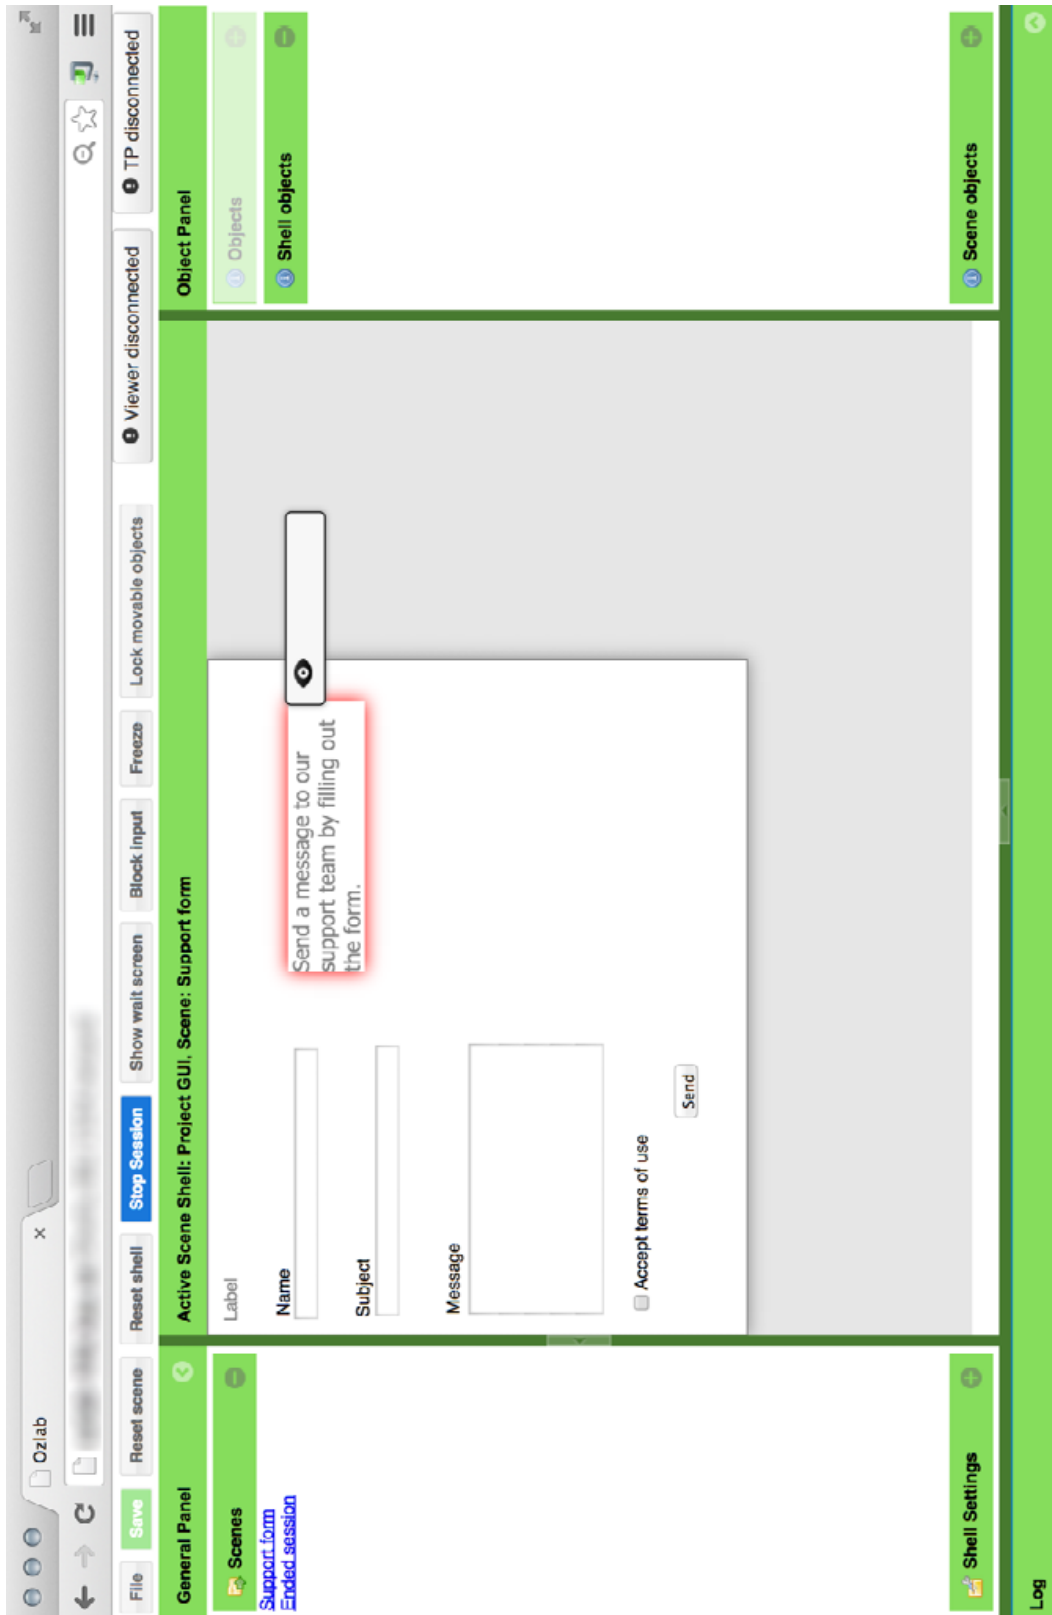 Ozlab
File Save Reset scene Reset shell Stop Session Show wait screen Block input Freeze Lock movable objects Viewer disconnected TP disconnected
General Panel
Scenes
Support form
Ended session
Shell Settings
Active Scene Shell: Project GUI, Scene: Support form
Label
Name
Subject
Message
Accept terms of use
Send
Send a message to our
support team by filling out
the form.
Object Panel
Objects
Shell objects
Scene objects
Log